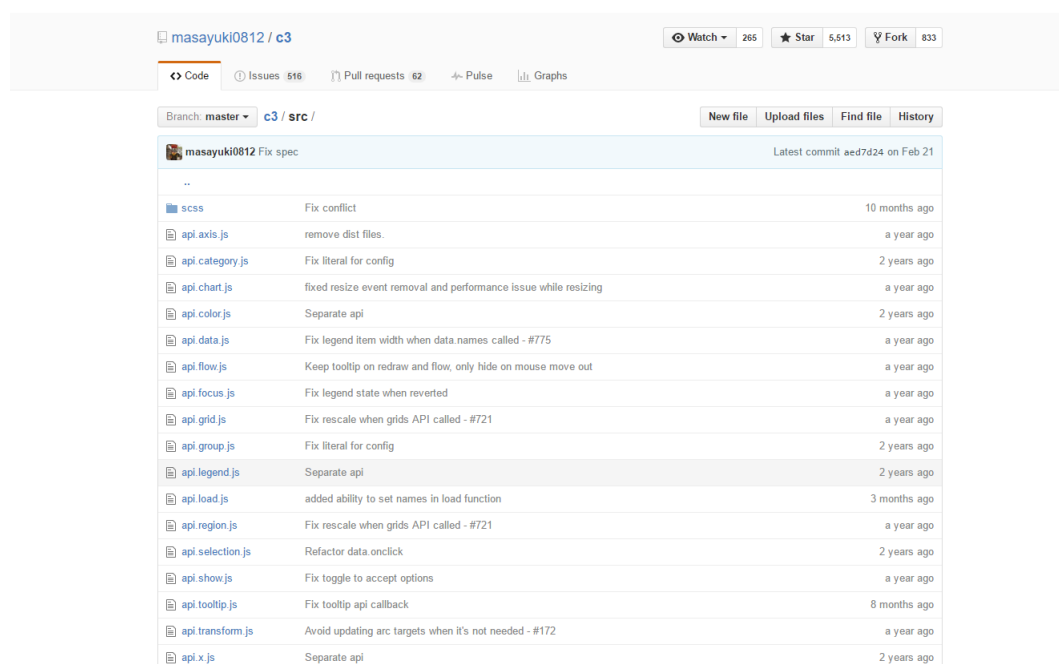 masayuki0812 / c3
Watch 265 Star 5,513 Fork 833
Code Issues 516 Pull requests 62 Pulse Graphs
Branch: master c3 / src / New file Upload files Find file History
masayuki0812 Fix spec Latest commit aed7d24 on Feb 21
..
scss Fix conflict 10 months ago
api.axis.js remove dist files. a year ago
api.category.js Fix literal for config 2 years ago
api.chart.js fixed resize event removal and performance issue while resizing a year ago
api.color.js Separate api 2 years ago
api.data.js Fix legend item width when data.names called - #775 a year ago
api.flow.js Keep tooltip on redraw and flow, only hide on mouse move out a year ago
api.focus.js Fix legend state when reverted a year ago
api.grid.js Fix rescale when grids API called - #721 a year ago
api.group.js Fix literal for config 2 years ago
api.legend.js Separate api 2 years ago
api.load.js added ability to set names in load function 3 months ago
api.region.js Fix rescale when grids API called - #721 a year ago
api.selection.js Refactor data.onclick 2 years ago
api.show.js Fix toggle to accept options a year ago
api.tooltip.js Fix tooltip api callback 8 months ago
api.transform.js Avoid updating arc targets when it's not needed - #172 a year ago
api.x.js Separate api 2 years ago